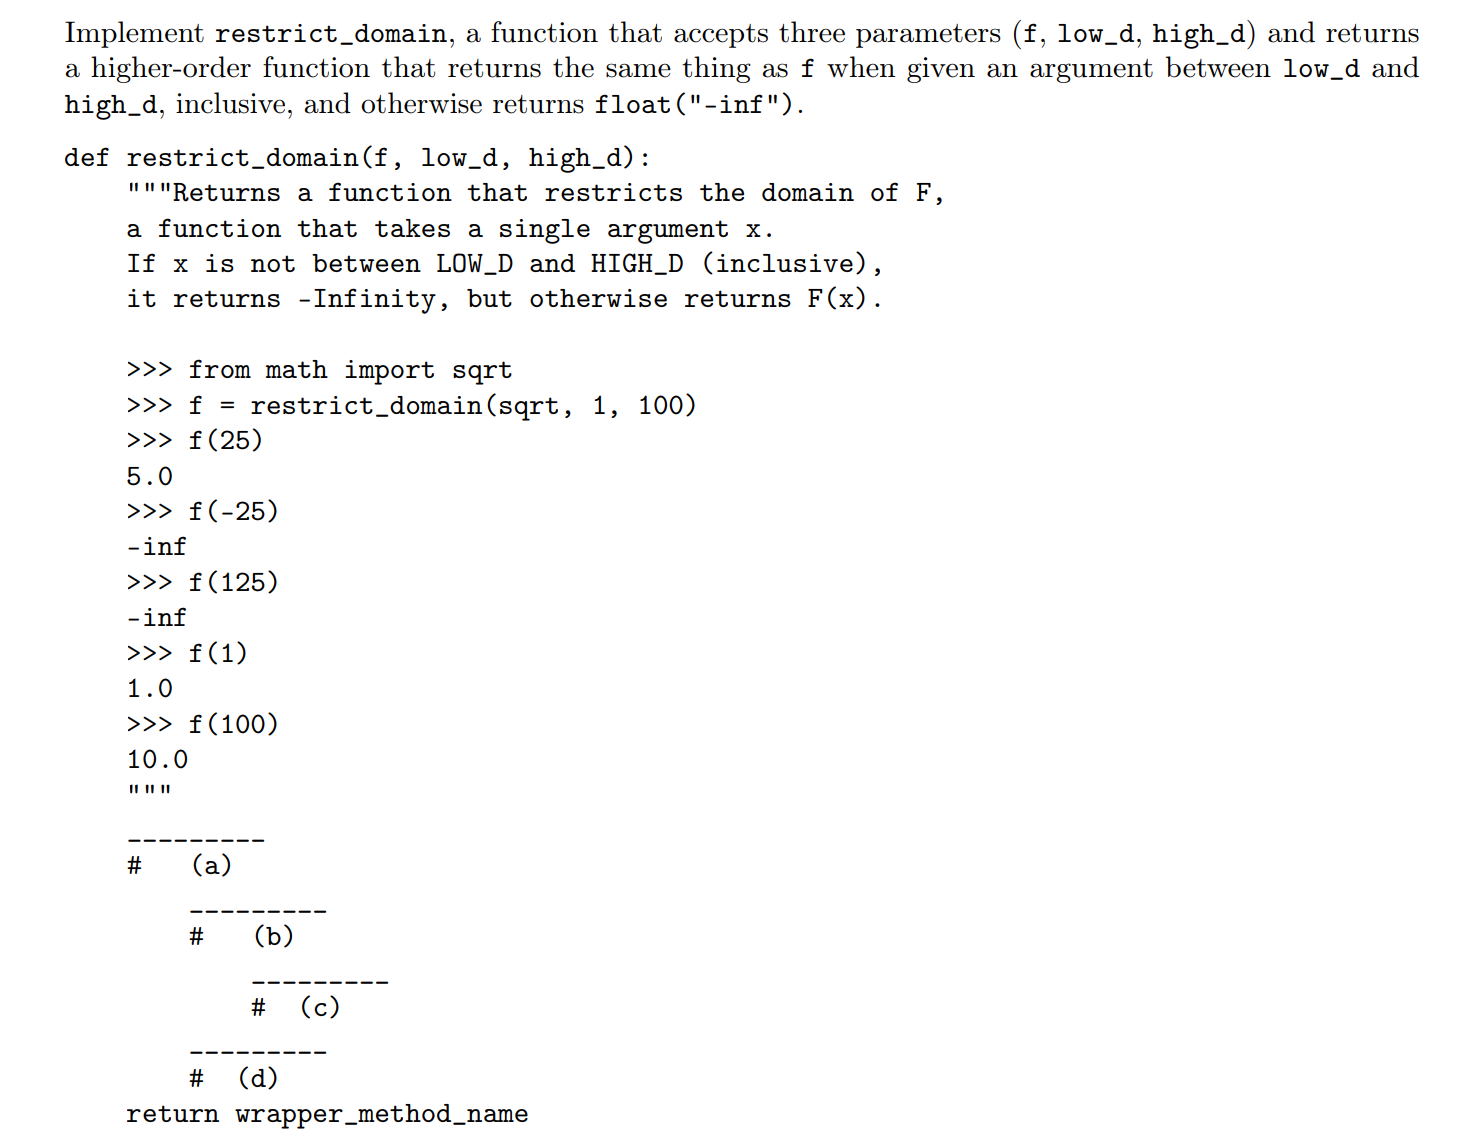 Implement restrict_domain, a function that accepts three parameters (f, low_d, high_d) and returns
a higher-order function that returns the same thing as f when given an argument between low_d and
high_d, inclusive, and otherwise returns float("-inf").
def restrict_domain(f, low_d, high_d):
    """Returns a function that restricts the domain of F,
    a function that takes a single argument x.
    If x is not between LOW_D and HIGH_D (inclusive),
    it returns -Infinity, but otherwise returns F(x).

    >>> from math import sqrt
    >>> f = restrict_domain(sqrt, 1, 100)
    >>> f(25)
    5.0
    >>> f(-25)
    -inf
    >>> f(125)
    -inf
    >>> f(1)
    1.0
    >>> f(100)
    10.0
    """
    _________
    #   (a)
        _________
        #   (b)
            _________
            #  (c)
        _________
        #  (d)
    return wrapper_method_name